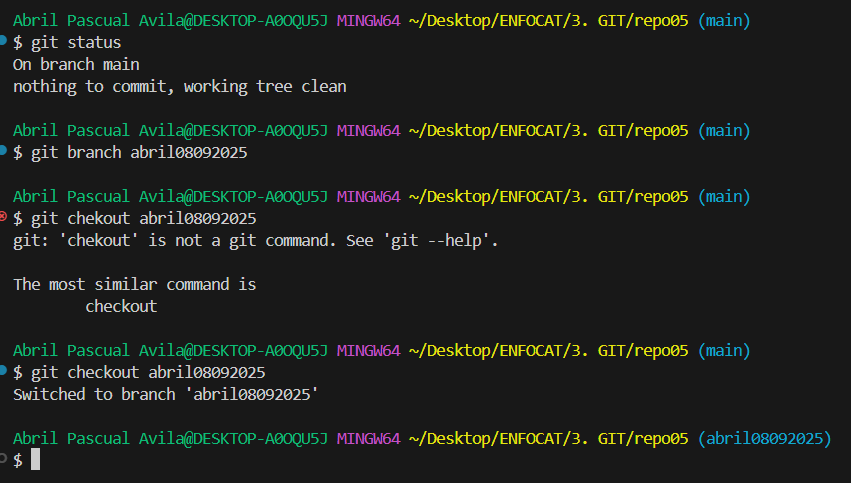 Abril Pascual Avila@DESKTOP-A0OQU5J MINGW64 ~/Desktop/ENFOCAT/3. GIT/repo05 (main)
$ git status
On branch main
nothing to commit, working tree clean
Abril Pascual Avila@DESKTOP-A0OQU5J MINGW64 ~/Desktop/ENFOCAT/3. GIT/repo05 (main)
$ git branch abril08092025
Abril Pascual Avila@DESKTOP-A0OQU5J MINGW64 ~/Desktop/ENFOCAT/3. GIT/repo05 (main)
$ git chekout abril08092025
git: 'chekout' is not a git command. See 'git --help'.
The most similar command is
checkout
Abril Pascual Avila@DESKTOP-A0OQU5J MINGW64 ~/Desktop/ENFOCAT/3. GIT/repo05 (main)
$ git checkout abril08092025
Switched to branch 'abril08092025'
Abril Pascual Avila@DESKTOP-A0OQU5J MINGW64 ~/Desktop/ENFOCAT/3. GIT/repo05 (abril08092025)
$